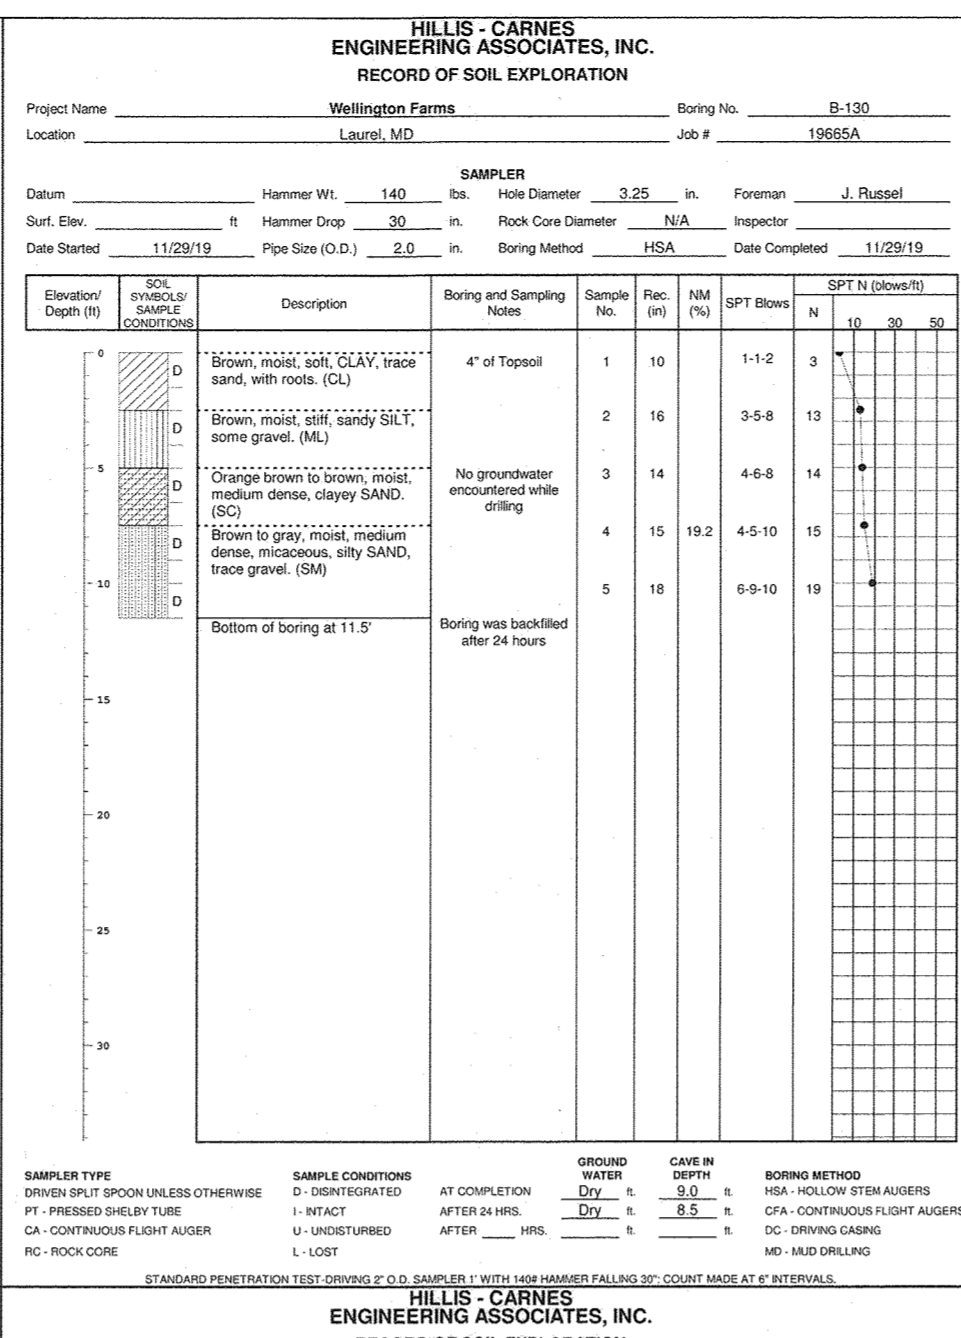 HILLIS - CARNES
ENGINEERING ASSOCIATES, INC.
RECORD OF SOIL EXPLORATION
Project Name Wellington Farms Boring No. B-130
Location Laurel, MD Job # 19665A
SAMPLER
Datum Hammer Wt. 140 lbs. Hole Diameter 3.25 in. Foreman J. Russel
Surf. Elev. ft Hammer Drop 30 in. Rock Core Diameter N/A Inspector
Date Started 11/29/19 Pipe Size (O.D.) 2.0 in. Boring Method HSA Date Completed 11/29/19
Elevation/
Depth (ft)
SOIL
SYMBOLS/
SAMPLE
CONDITIONS
Description
Boring and Sampling
Notes
Sample
No.
Rec.
(in)
NM
(%)
SPT Blows
SPT N (blows/ft)
N
10 30 50
0
D
Brown, moist, soft, CLAY, trace
sand, with roots. (CL)
4" of Topsoil
1 10 1-1-2 3
D
Brown, moist, stiff, sandy SILT,
some gravel. (ML)
2 16 3-5-8 13
5
D
Orange brown to brown, moist,
medium dense, clayey SAND.
(SC)
No groundwater
encountered while
drilling
3 14 4-6-8 14
D
Brown to gray, moist, medium
dense, micaceous, silty SAND,
trace gravel. (SM)
4 15 19.2 4-5-10 15
10
D
5 18 6-9-10 19
Bottom of boring at 11.5'
Boring was backfilled
after 24 hours
15
20
25
30
SAMPLER TYPE
DRIVEN SPLIT SPOON UNLESS OTHERWISE
PT - PRESSED SHELBY TUBE
CA - CONTINUOUS FLIGHT AUGER
RC - ROCK CORE
SAMPLE CONDITIONS
D - DISINTEGRATED
I - INTACT
U - UNDISTURBED
L - LOST
GROUND
WATER
CAVE IN
DEPTH
AT COMPLETION Dry ft. 9.0 ft.
AFTER 24 HRS. Dry ft. 8.5 ft.
AFTER HRS. ft. ft.
BORING METHOD
HSA - HOLLOW STEM AUGERS
CFA - CONTINUOUS FLIGHT AUGERS
DC - DRIVING CASING
MD - MUD DRILLING
STANDARD PENETRATION TEST-DRIVING 2" O.D. SAMPLER 1' WITH 140# HAMMER FALLING 30"; COUNT MADE AT 6" INTERVALS.
HILLIS - CARNES
ENGINEERING ASSOCIATES, INC.